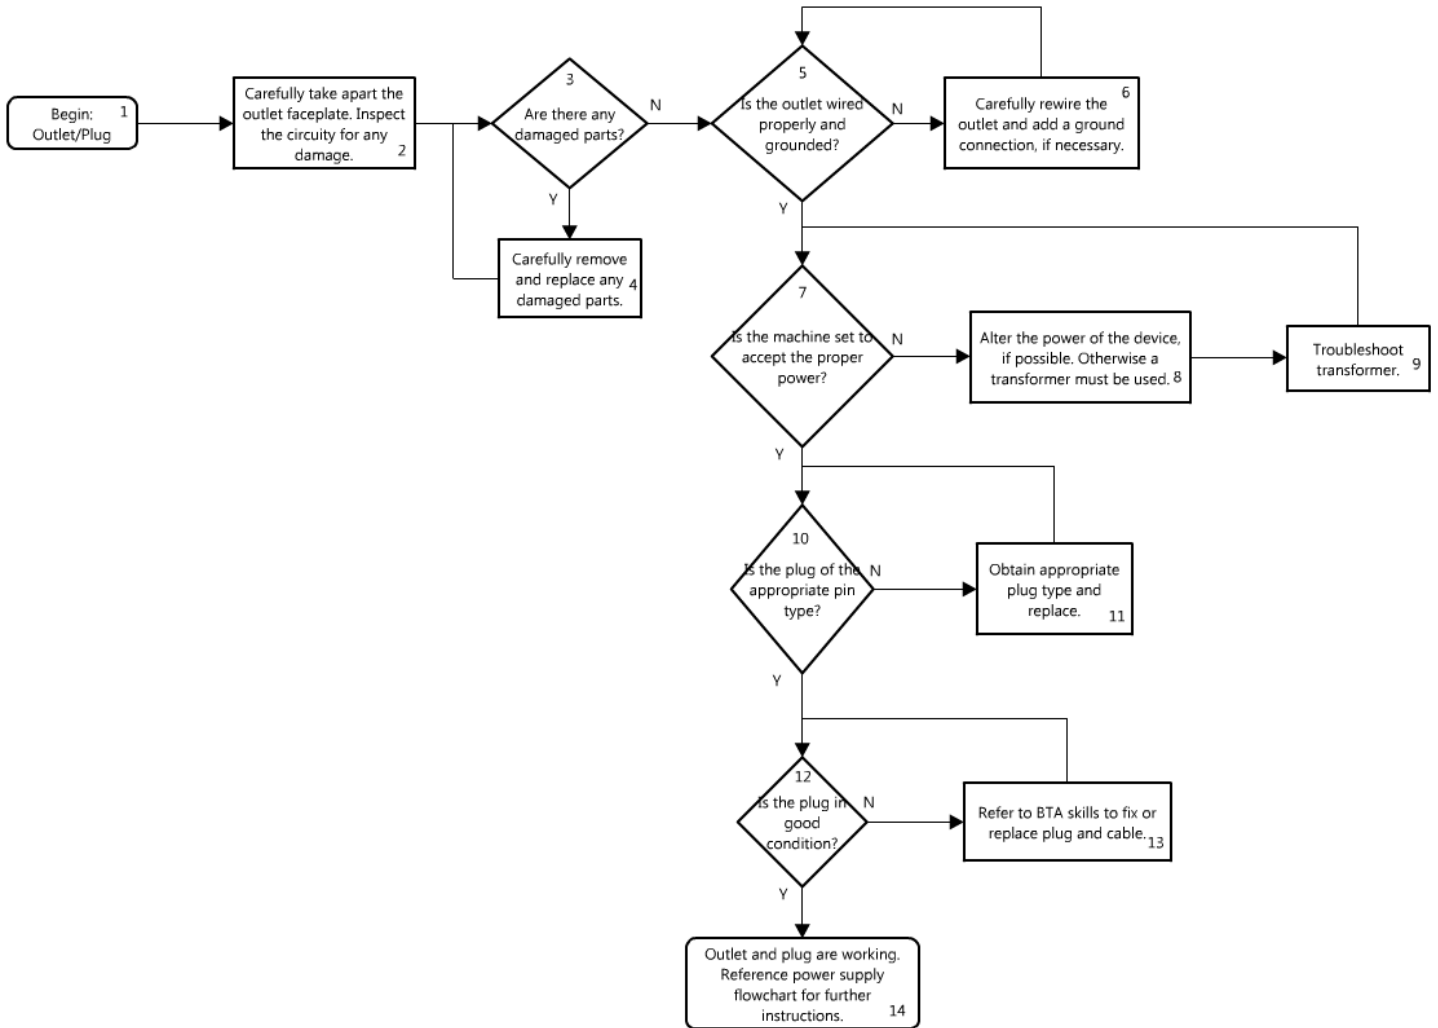 Begin: 1
Outlet/Plug
Carefully take apart the
outlet faceplate. Inspect
the circuity for any
damage. 2
3
Are there any
damaged parts?
N
Y
Carefully remove
and replace any
damaged parts. 4
5
Is the outlet wired
properly and
grounded?
N
Y
6
Carefully rewire the
outlet and add a ground
connection, if necessary.
7
Is the machine set to
accept the proper
power?
N
Y
Alter the power of the device,
if possible. Otherwise a
transformer must be used. 8
Troubleshoot
transformer. 9
10
Is the plug of the
appropriate pin
type?
N
Y
Obtain appropriate
plug type and
replace.
11
12
Is the plug in
good
condition?
N
Y
Refer to BTA skills to fix or
replace plug and cable. 13
Outlet and plug are working.
Reference power supply
flowchart for further
instructions. 14